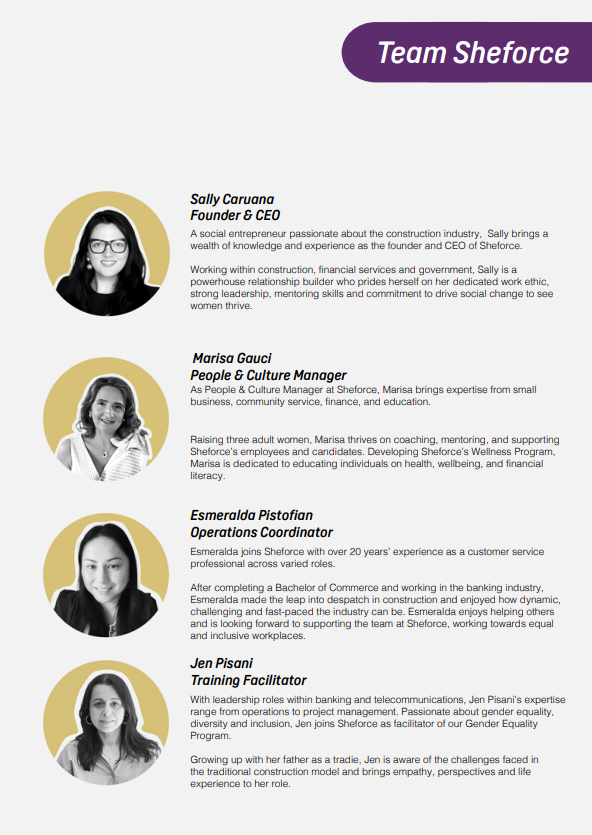 Team Sheforce
Sally Caruana
Founder & CEO
A social entrepreneur passionate about the construction industry, Sally brings a
wealth of knowledge and experience as the founder and CEO of Sheforce.
Working within construction, financial services and government, Sally is a
powerhouse relationship builder who prides herself on her dedicated work ethic,
strong leadership, mentoring skills and commitment to drive social change to see
women thrive.
Marisa Gauci
People & Culture Manager
As People & Culture Manager at Sheforce, Marisa brings expertise from small
business, community service, finance, and education.
Raising three adult women, Marisa thrives on coaching, mentoring, and supporting
Sheforce's employees and candidates. Developing Sheforce's Wellness Program,
Marisa is dedicated to educating individuals on health, wellbeing, and financial
literacy.
Esmeralda Pistofian
Operations Coordinator
Esmeralda joins Sheforce with over 20 years' experience as a customer service
professional across varied roles.
After completing a Bachelor of Commerce and working in the banking industry,
Esmeralda made the leap into despatch in construction and enjoyed how dynamic,
challenging and fast-paced the industry can be. Esmeralda enjoys helping others
and is looking forward to supporting the team at Sheforce, working towards equal
and inclusive workplaces.
Jen Pisani
Training Facilitator
With leadership roles within banking and telecommunications, Jen Pisani's expertise
range from operations to project management. Passionate about gender equality,
diversity and inclusion, Jen joins Sheforce as facilitator of our Gender Equality
Program.
Growing up with her father as a tradie, Jen is aware of the challenges faced in
the traditional construction model and brings empathy, perspectives and life
experience to her role.